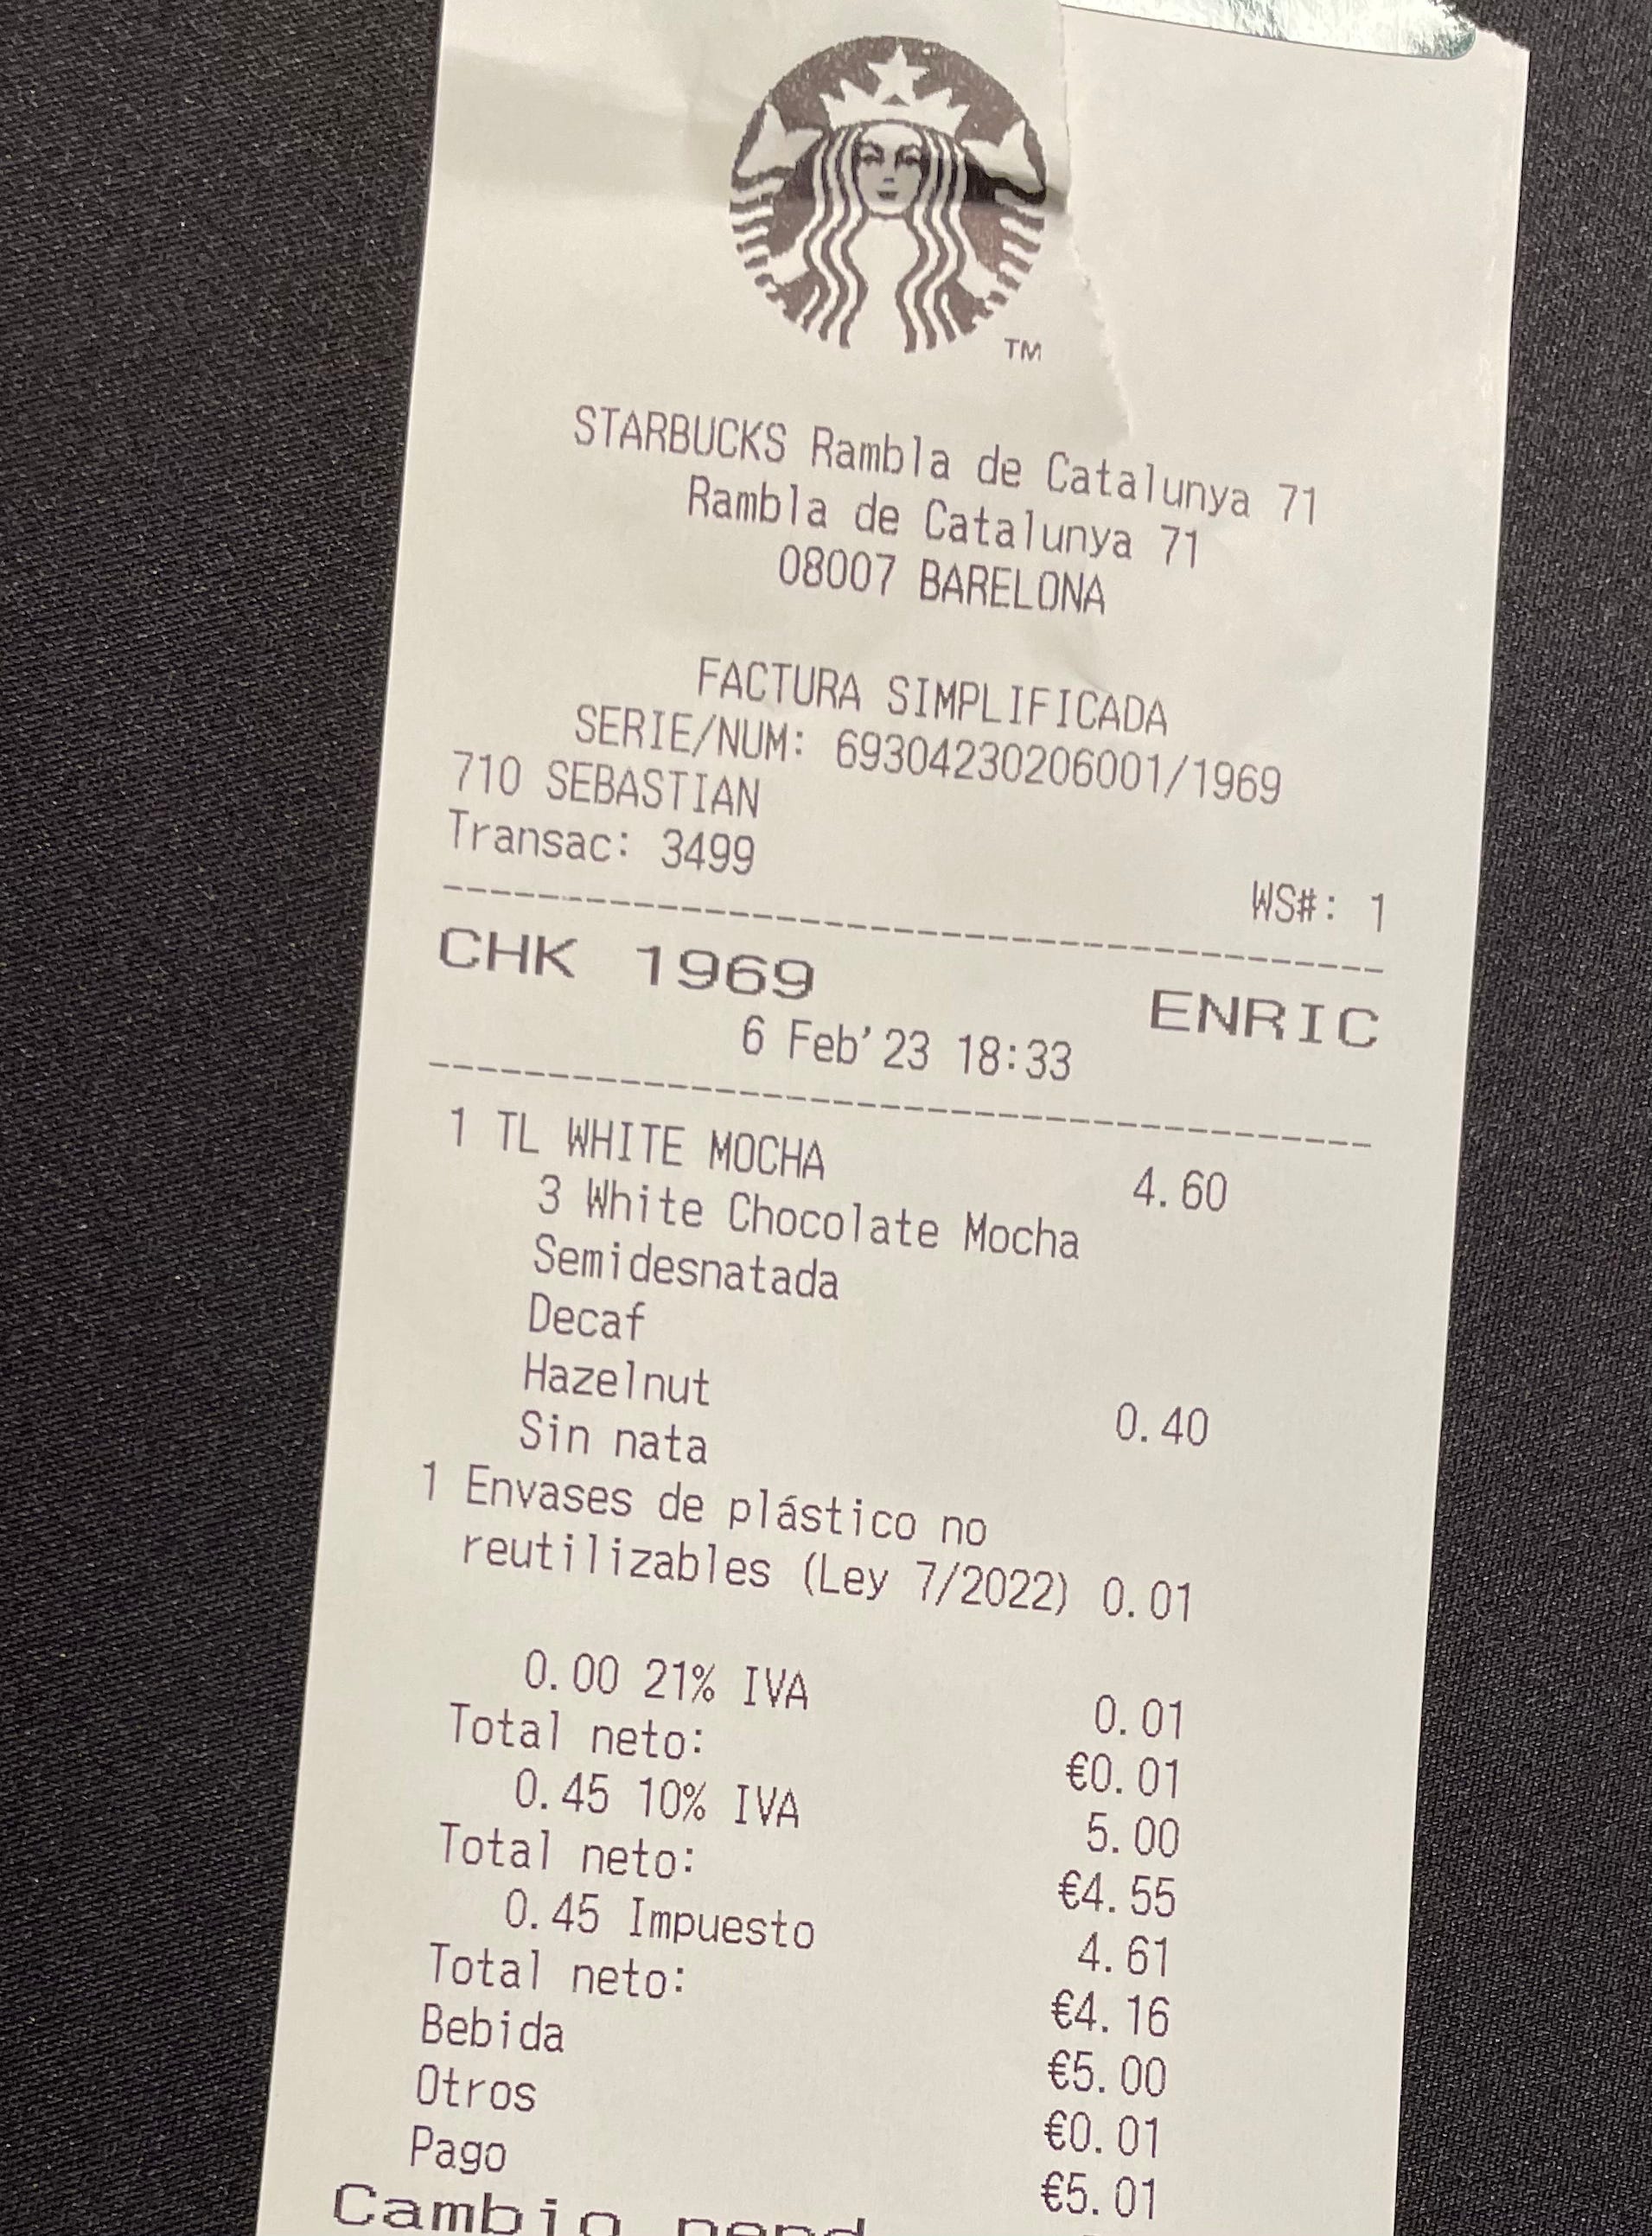 TM
STARBUCKS Rambla de Catalunya 71
Rambla de Catalunya 71
08007 BARELONA
FACTURA SIMPLIFICADA
SERIE/NUM: 69304230206001/1969
710 SEBASTIAN
Transac: 3499 WS#: 1
CHK 1969 ENRIC
6 Feb'23 18:33
1 TL WHITE MOCHA 4.60
3 White Chocolate Mocha
Semidesnatada
Decaf
Hazelnut 0.40
Sin nata
1 Envases de plástico no
reutilizables (Ley 7/2022) 0.01
0.00 21% IVA 0.01
Total neto: €0.01
0.45 10% IVA 5.00
Total neto: €4.55
0.45 Impuesto 4.61
Total neto: €4.16
Bebida €5.00
Otros €0.01
Pago €5.01
Cambio